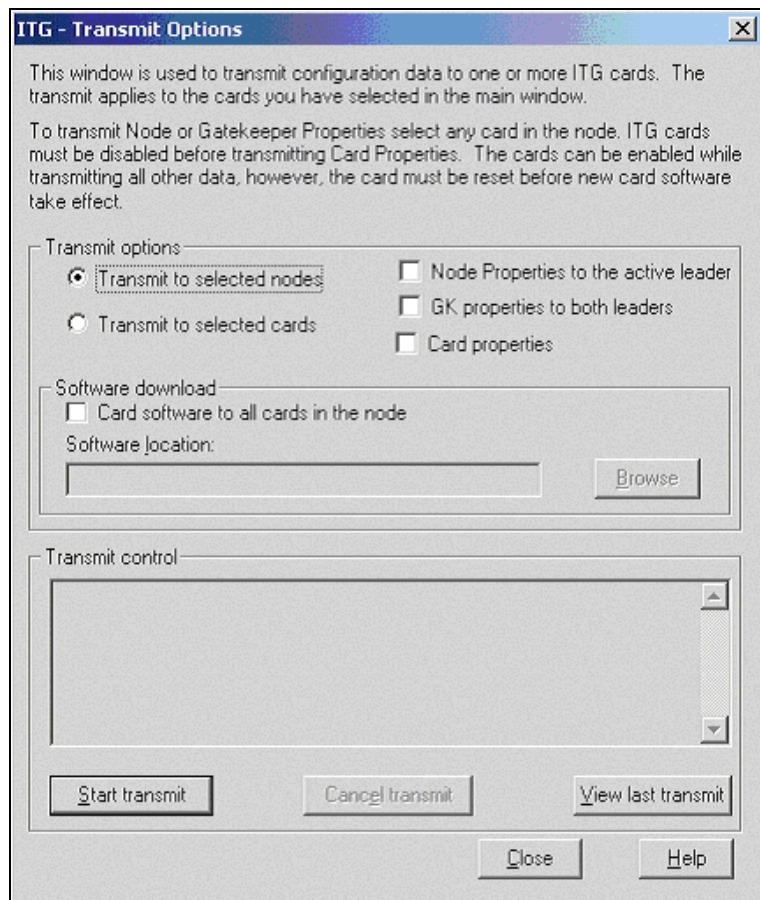 ITG - Transmit Options
This window is used to transmit configuration data to one or more ITG cards. The
transmit applies to the cards you have selected in the main window.
To transmit Node or Gatekeeper Properties select any card in the node. ITG cards
must be disabled before transmitting Card Properties. The cards can be enabled while
transmitting all other data, however, the card must be reset before new card software
take effect.
Transmit options
Transmit to selected nodes
Node Properties to the active leader
GK properties to both leaders
Transmit to selected cards
Card properties
Software download
Card software to all cards in the node
Software location:
Browse
Transmit control
Start transmit
Cancel transmit
View last transmit
Close
Help